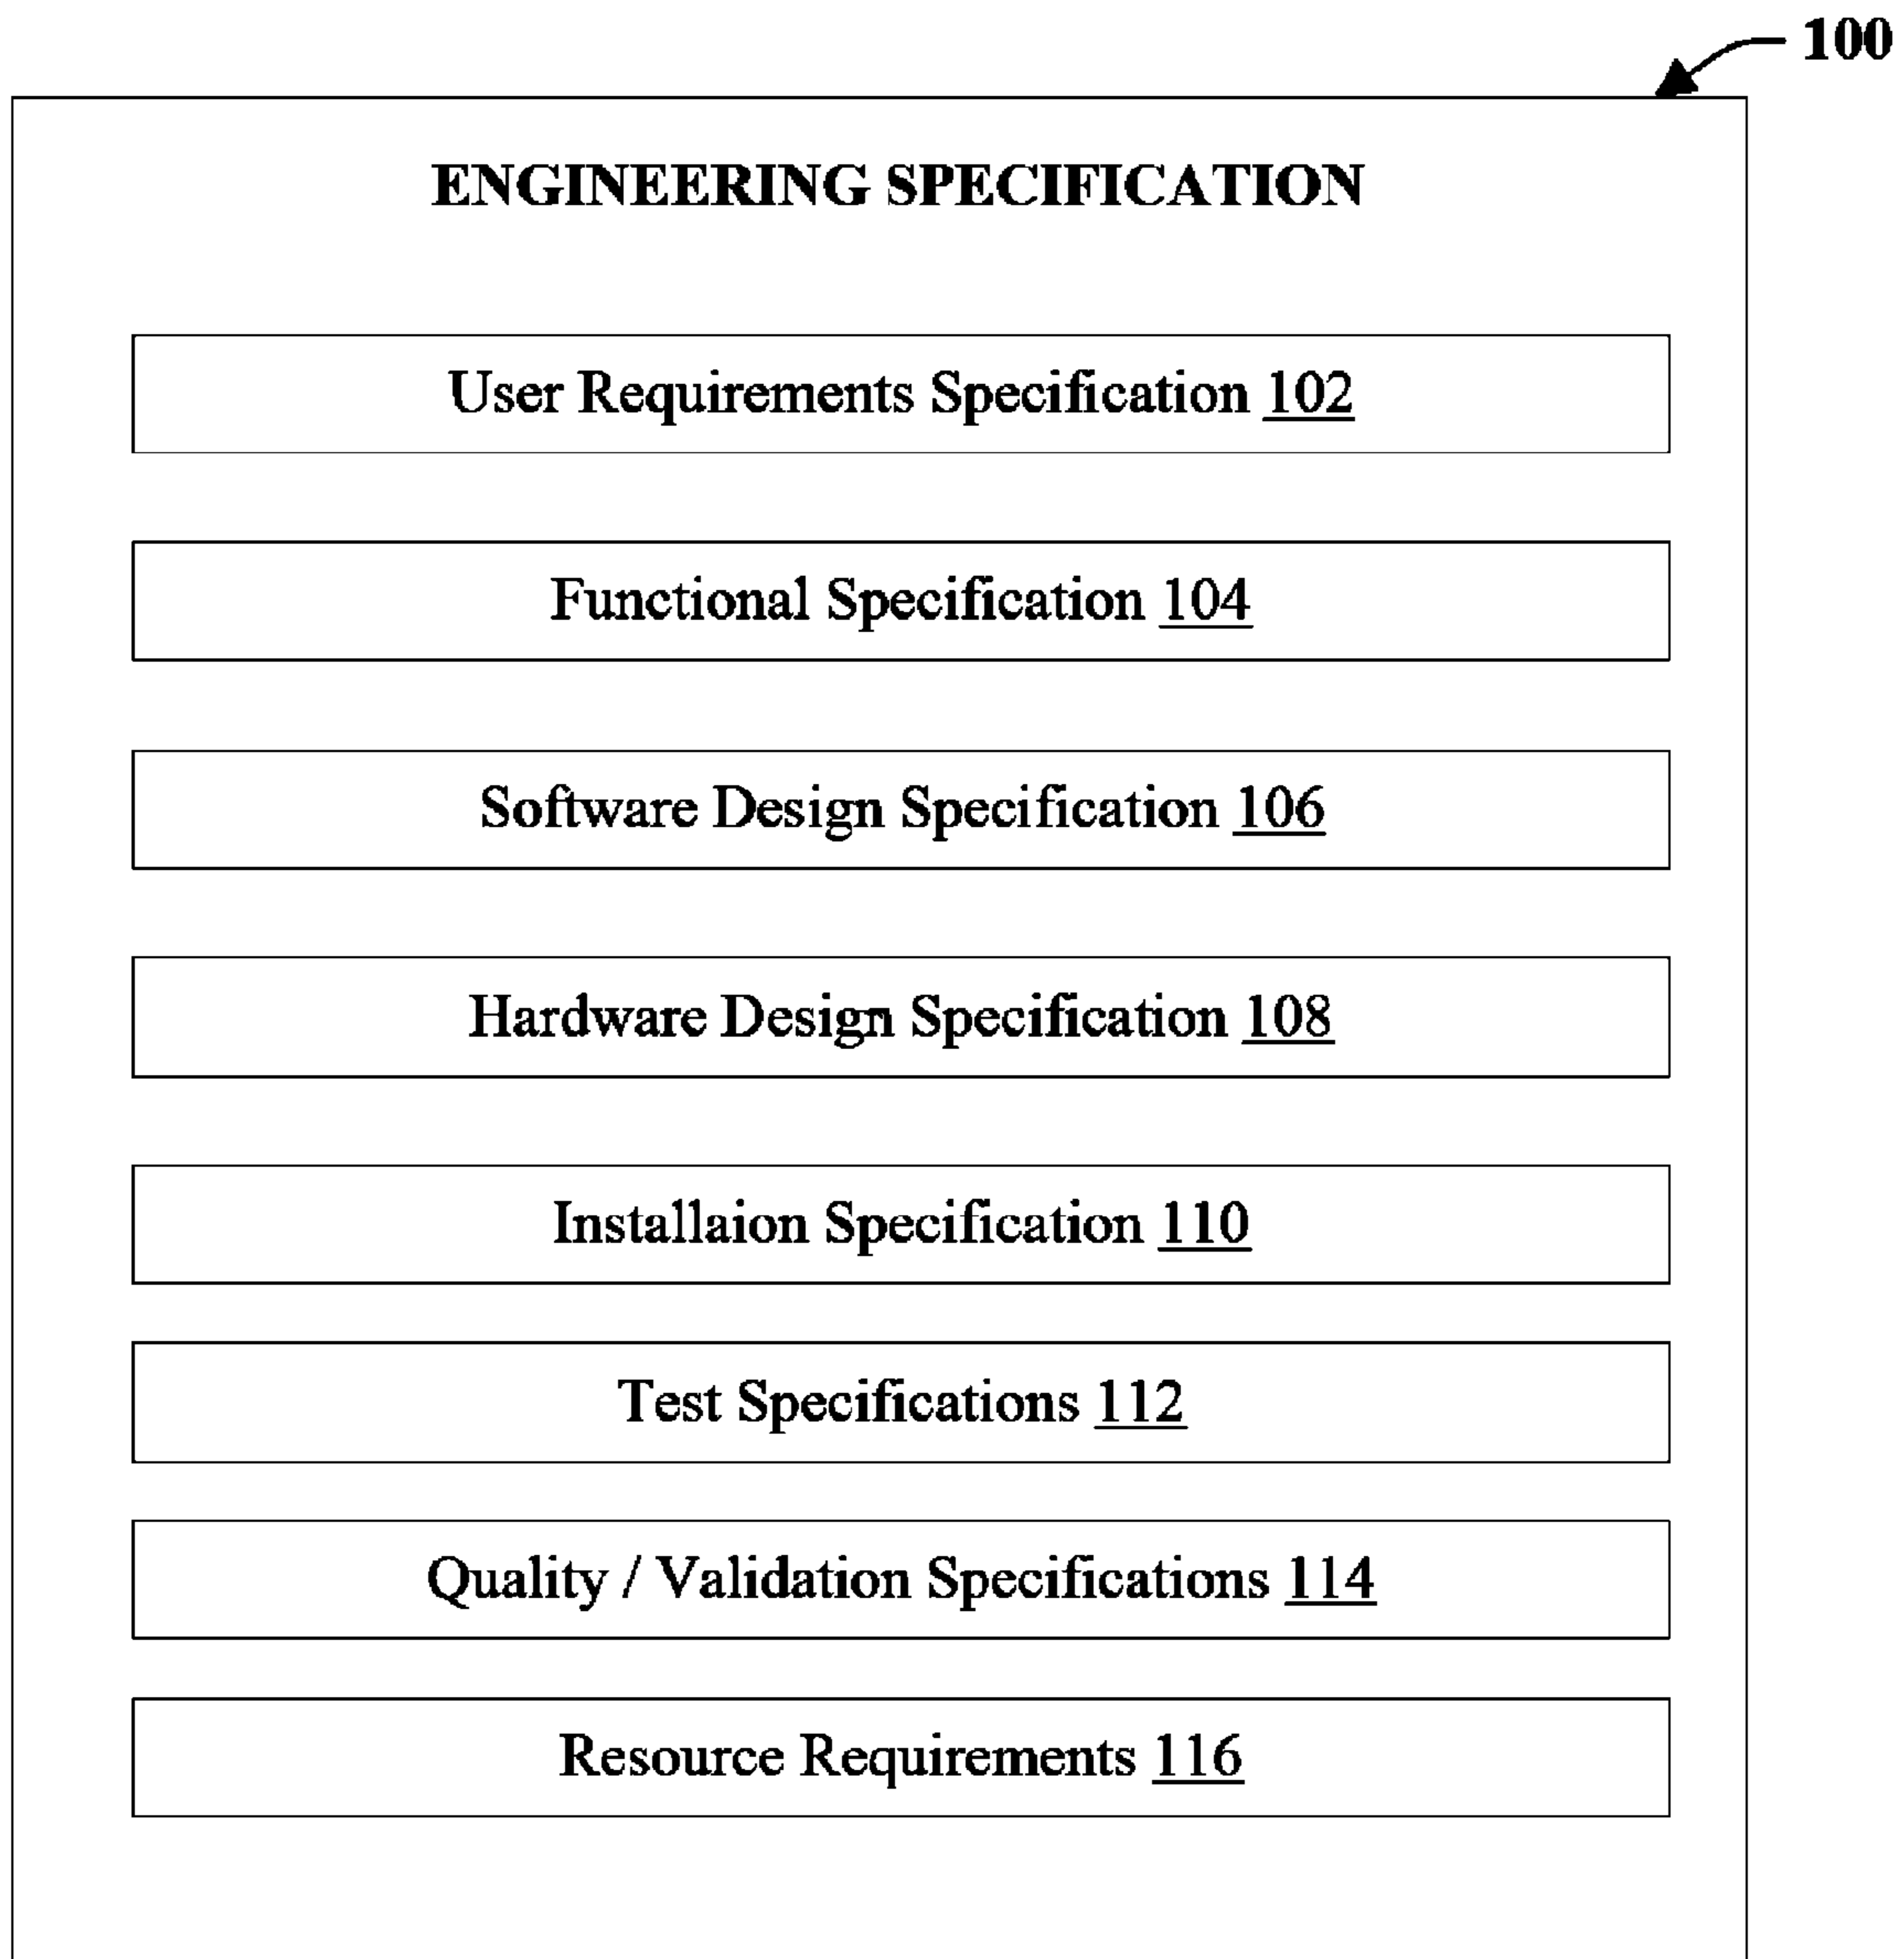 100
ENGINEERING SPECIFICATION
User Requirements Specification 102
Functional Specification 104
Software Design Specification 106
Hardware Design Specification 108
Installaion Specification 110
Test Specifications 112
Quality / Validation Specifications 114
Resource Requirements 116